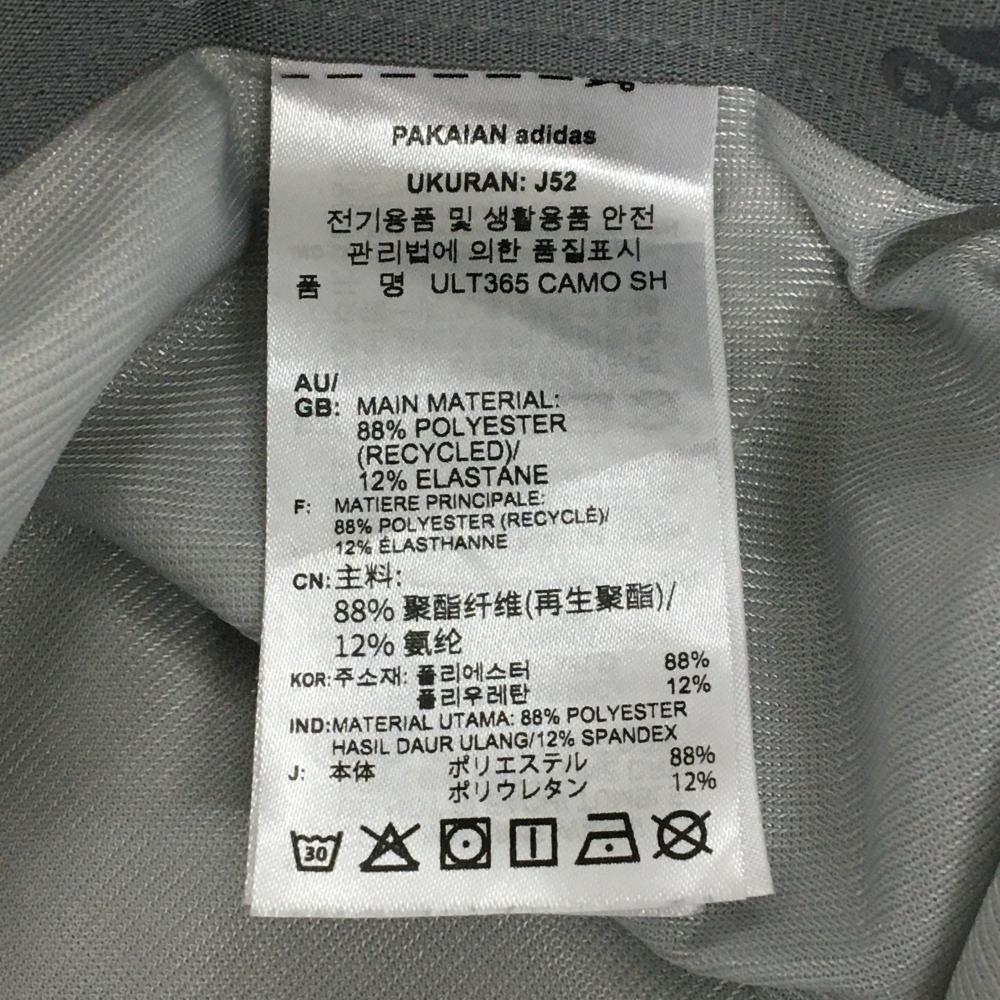 PAKAIAN adidas
UKURAN: J52
전기용품 및 생활용품 안전
관리법에 의한 품질표시
품 명 ULT365 CAMO SH
AU/
GB: MAIN MATERIAL:
88% POLYESTER
(RECYCLED)/
12% ELASTANE
F: MATIERE PRINCIPALE:
88% POLYESTER (RECYCLÉ)/
12% ÉLASTHANNE
CN: 主料:
88% 聚酯纤维(再生聚酯)/
12% 氨纶
KOR: 주소재: 폴리에스터 88%
폴리우레탄 12%
IND: MATERIAL UTAMA: 88% POLYESTER
HASIL DAUR ULANG/12% SPANDEX
J: 本体 ポリエステル 88%
ポリウレタン 12%
30